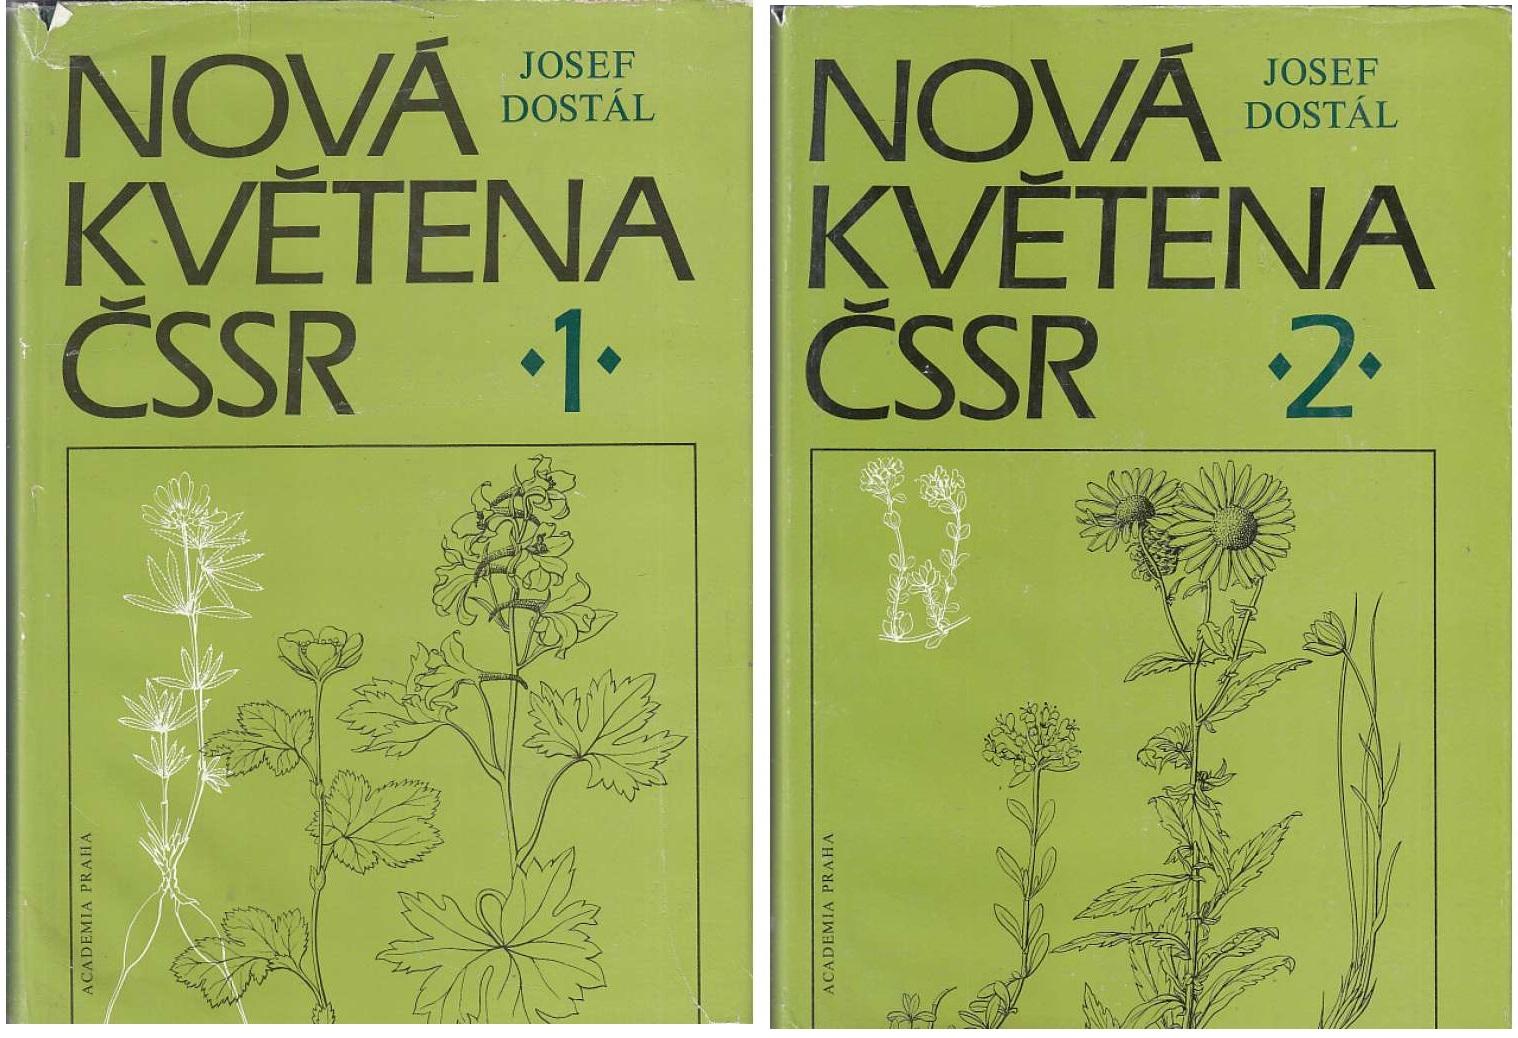 NOVÁ
JOSEF
DOSTÁL
KVĚTENA
ČSSR
·1·
ACADEMIA PRAHA
NOVÁ
JOSEF
DOSTÁL
KVĚTENA
ČSSR
·2·
ACADEMIA PRAHA